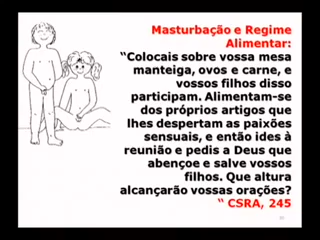 Masturbação e Regime
Alimentar:
“Colocais sobre vossa mesa
manteiga, ovos e carne, e
vossos filhos disso
participam. Alimentam-se
dos próprios artigos que
lhes despertam as paixões
sensuais, e então ides à
reunião e pedis a Deus que
abençoe e salve vossos
filhos. Que altura
alcançarão vossas orações?
“ CSRA, 245